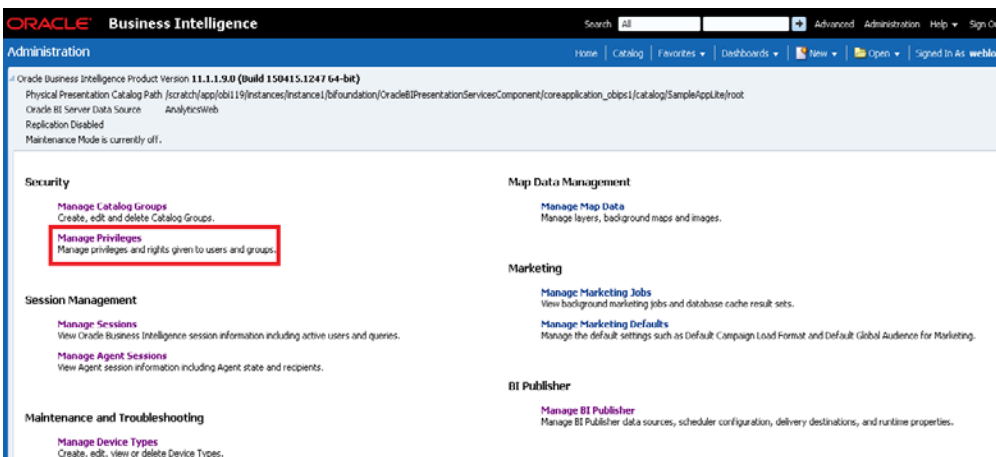 ORACLE Business Intelligence Search All Advanced Administration Help Sign O
Administration Home Catalog Favorites Dashboards New Open Signed In As weblo
Oracle Business Intelligence Product Version 11.1.1.9.0 (Build 150415.1247 64-bit)
Physical Presentation Catalog Path /scratch/app/obi119/instances/instance1/bifoundation/OracleBIPresentationServicesComponent/coreapplication_obips1/catalog/SampleAppLite/root
Oracle BI Server Data Source AnalyticsWeb
Replication Disabled
Maintenance Mode is currently off.
Security
Manage Catalog Groups
Create, edit and delete Catalog Groups.
Manage Privileges
Manage privileges and rights given to users and groups.
Session Management
Manage Sessions
View Oracle Business Intelligence session information including active users and queries.
Manage Agent Sessions
View Agent session information including Agent state and recipients.
Maintenance and Troubleshooting
Manage Device Types
Create, edit, view or delete Device Types.
Map Data Management
Manage Map Data
Manage layers, background maps and images.
Marketing
Manage Marketing Jobs
View background marketing jobs and database cache result sets.
Manage Marketing Defaults
Manage the default settings such as Default Campaign Load Format and Default Global Audience for Marketing.
BI Publisher
Manage BI Publisher
Manage BI Publisher data sources, scheduler configuration, delivery destinations, and runtime properties.